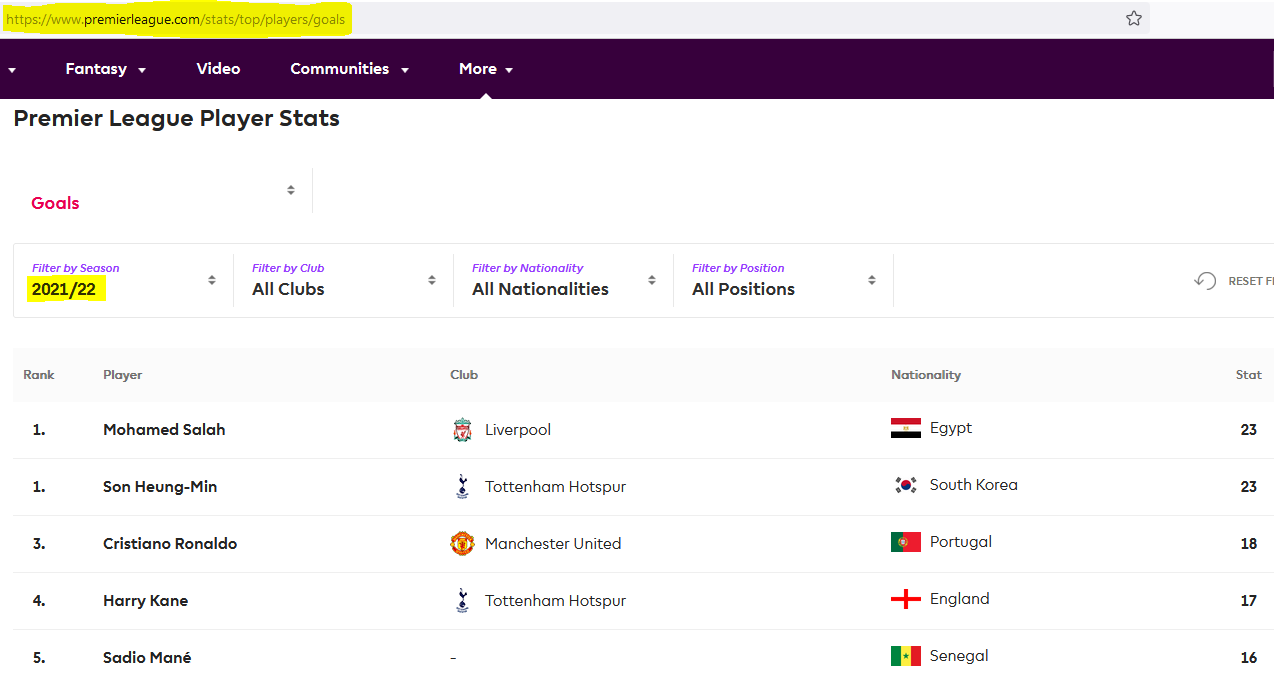 https://www.premierleague.com/stats/top/players/goals
Fantasy Video Communities More
Premier League Player Stats
Goals
Filter by Season Filter by Club Filter by Nationality Filter by Position
2021/22 All Clubs All Nationalities All Positions RESET FI
Rank Player Club Nationality Stat
1. Mohamed Salah Liverpool Egypt 23
1. Son Heung-Min Tottenham Hotspur South Korea 23
3. Cristiano Ronaldo Manchester United Portugal 18
4. Harry Kane Tottenham Hotspur England 17
5. Sadio Mané - Senegal 16